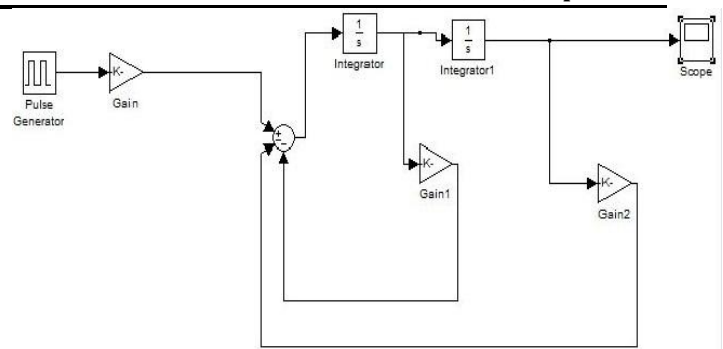 1
s
Integrator
1
s
Integrator1
Scope
Pulse
Generator
-K-
Gain
+
-
-
-K-
Gain1
-K-
Gain2